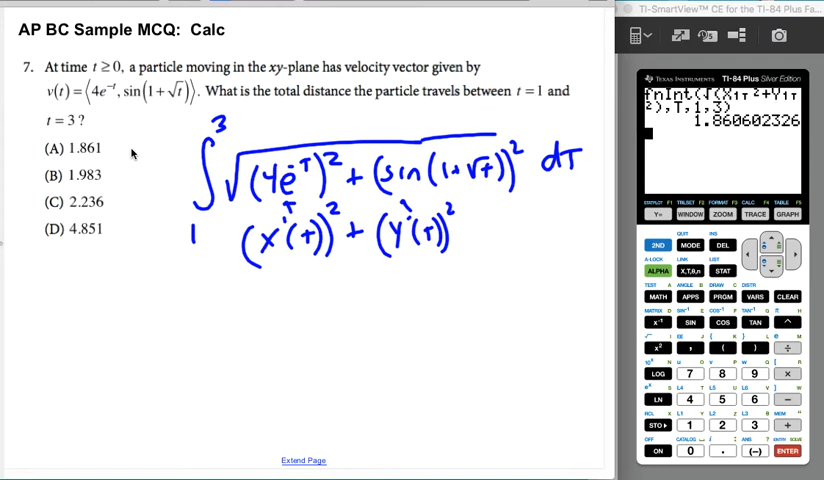 TI-SmartView™ CE for the TI-84 Plus Fa...
AP BC Sample MCQ: Calc
7. At time t ≥ 0, a particle moving in the xy-plane has velocity vector given by
v(t) = ⟨4e⁻ᵗ, sin(1 + √t)⟩. What is the total distance the particle travels between t = 1 and
t = 3 ?
(A) 1.861
(B) 1.983
(C) 2.236
(D) 4.851
∫₁³ √((4e⁻ᵀ)² + (sin(1+√T))²) dT
(x'(T))² + (y'(T))²
Extend Page
TEXAS INSTRUMENTS TI-84 Plus Silver Edition
fnInt(√(X₁ᴛ²+Y₁ᴛ
²),T,1,3)
1.860602326
STAT PLOT F1 TBLSET F2 FORMAT F3 CALC F4 TABLE F5
Y= WINDOW ZOOM TRACE GRAPH
QUIT INS
2ND MODE DEL
A-LOCK LINK LIST
ALPHA X,T,θ,n STAT
TEST A ANGLE B DRAW C DISTR
MATH APPS PRGM VARS CLEAR
MATRIX D SIN⁻¹ E COS⁻¹ F TAN⁻¹ G π H
x⁻¹ SIN COS TAN ^
√ I EE J { K } L e M
x² , ( ) ÷
10ˣ N u O v P w Q [ R
LOG 7 8 9 ×
eˣ S L4 T L5 U L6 V ] W
LN 4 5 6 −
RCL X L1 Y L2 Z L3 θ MEM "
STO▸ 1 2 3 +
OFF CATALOG ⎵ i : ANS ? ENTRY SOLVE
ON 0 . (−) ENTER